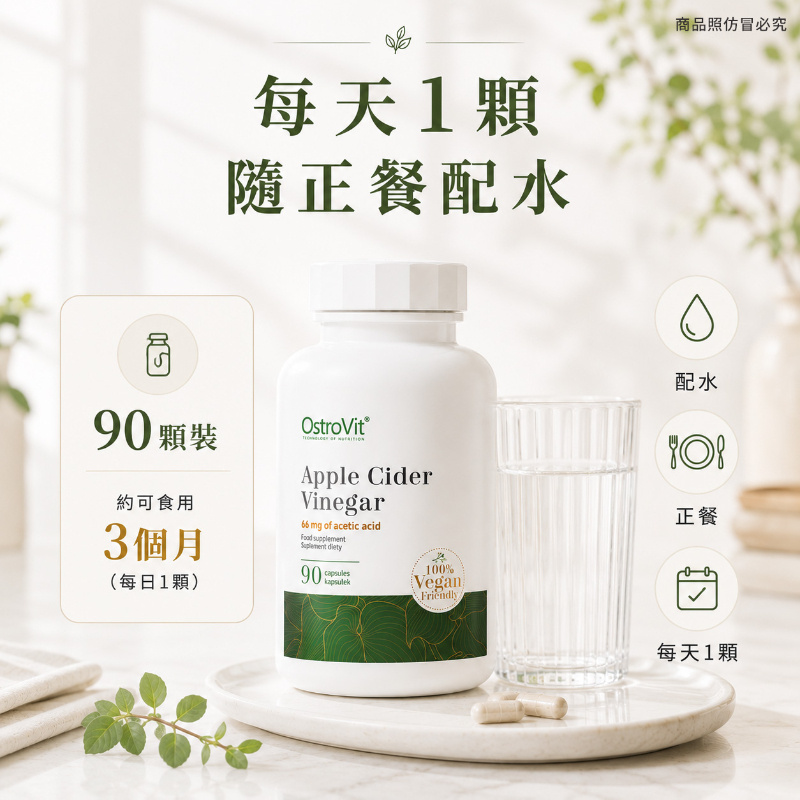 商品照仿冒必究
每天1顆
隨正餐配水
90顆裝
約可食用
3個月
（每日1顆）
OstroVit®
TECHNOLOGY OF NUTRITION
Apple Cider
Vinegar
66 mg of acetic acid
Food supplement
Suplement diety
90 capsules
kapsułek
100%
Vegan
Friendly
配水
正餐
每天1顆